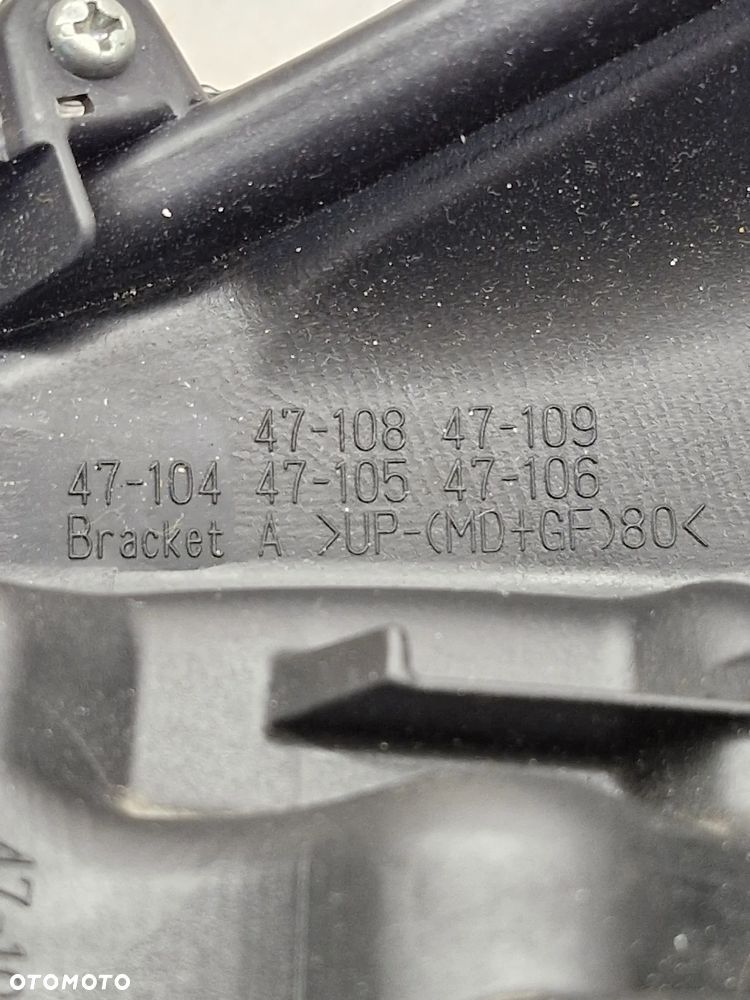 47-108 47-109
47-104 47-105 47-106
Bracket A >UP-(MD+GF)80<
OTOMOTO